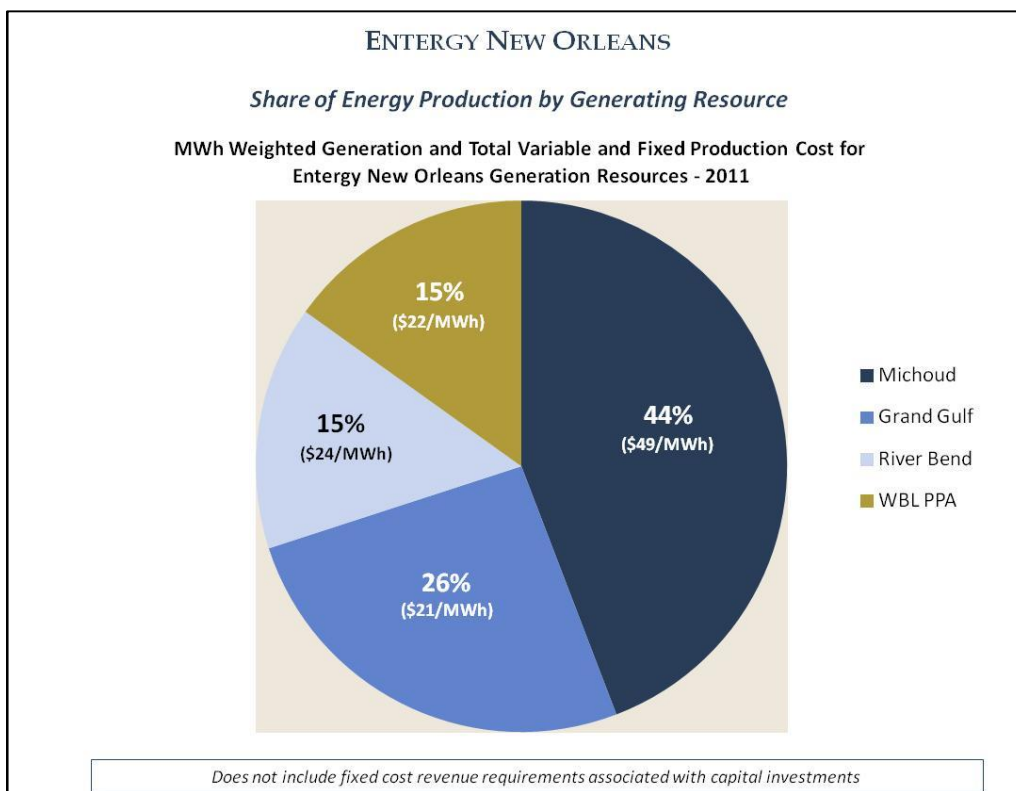 ENTERGY NEW ORLEANS
Share of Energy Production by Generating Resource
MWh Weighted Generation and Total Variable and Fixed Production Cost for
Entergy New Orleans Generation Resources - 2011
15%
($22/MWh)
44%
($49/MWh)
15%
($24/MWh)
26%
($21/MWh)
Michoud
Grand Gulf
River Bend
WBL PPA
Does not include fixed cost revenue requirements associated with capital investments